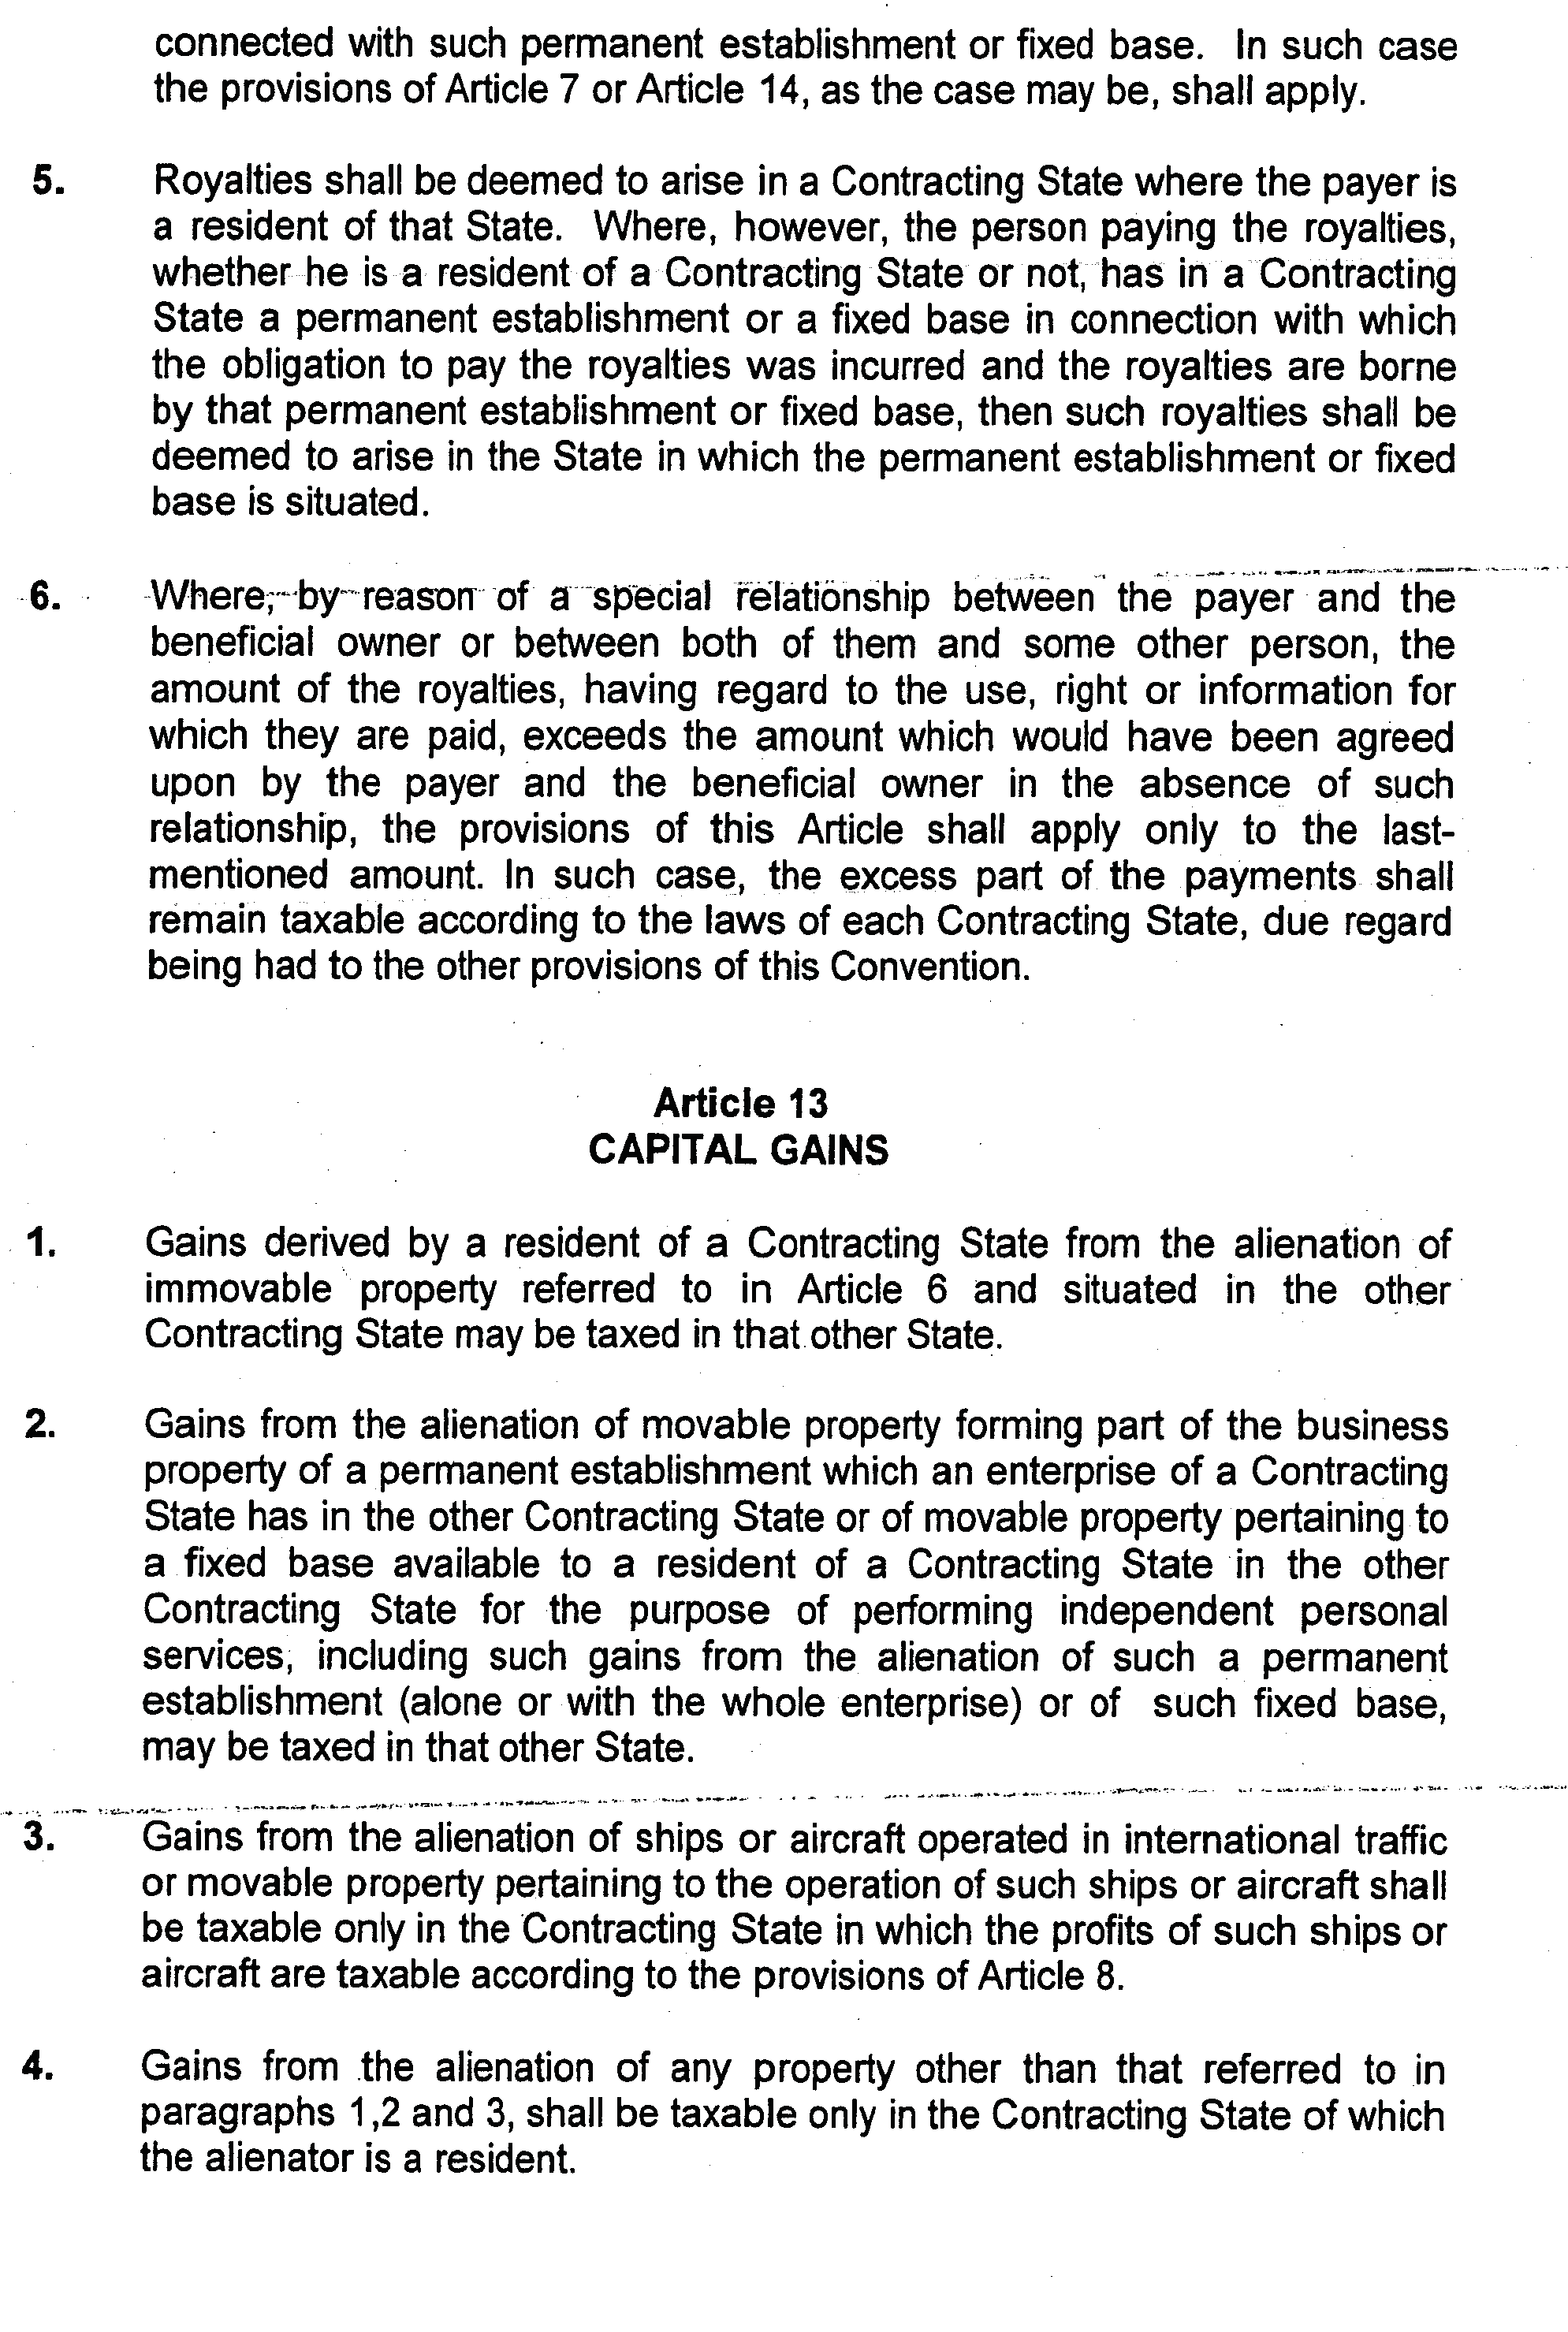 connected with such permanent establishment or fixed base. In such case
the provisions of Article 7 or Article 14, as the case may be, shall apply.
5. Royalties shall be deemed to arise in a Contracting State where the payer is
a resident of that State. Where, however, the person paying the royalties,
whether he is a resident of a Contracting State or not, has in a Contracting
State a permanent establishment or a fixed base in connection with which
the obligation to pay the royalties was incurred and the royalties are borne
by that permanent establishment or fixed base, then such royalties shall be
deemed to arise in the State in which the permanent establishment or fixed
base is situated.
6. Where, by reason of a special relationship between the payer and the
beneficial owner or between both of them and some other person, the
amount of the royalties, having regard to the use, right or information for
which they are paid, exceeds the amount which would have been agreed
upon by the payer and the beneficial owner in the absence of such
relationship, the provisions of this Article shall apply only to the last-
mentioned amount. In such case, the excess part of the payments shall
remain taxable according to the laws of each Contracting State, due regard
being had to the other provisions of this Convention.
Article 13
CAPITAL GAINS
1. Gains derived by a resident of a Contracting State from the alienation of
immovable property referred to in Article 6 and situated in the other
Contracting State may be taxed in that other State.
2. Gains from the alienation of movable property forming part of the business
property of a permanent establishment which an enterprise of a Contracting
State has in the other Contracting State or of movable property pertaining to
a fixed base available to a resident of a Contracting State in the other
Contracting State for the purpose of performing independent personal
services, including such gains from the alienation of such a permanent
establishment (alone or with the whole enterprise) or of such fixed base,
may be taxed in that other State.
3. Gains from the alienation of ships or aircraft operated in international traffic
or movable property pertaining to the operation of such ships or aircraft shall
be taxable only in the Contracting State in which the profits of such ships or
aircraft are taxable according to the provisions of Article 8.
4. Gains from the alienation of any property other than that referred to in
paragraphs 1,2 and 3, shall be taxable only in the Contracting State of which
the alienator is a resident.